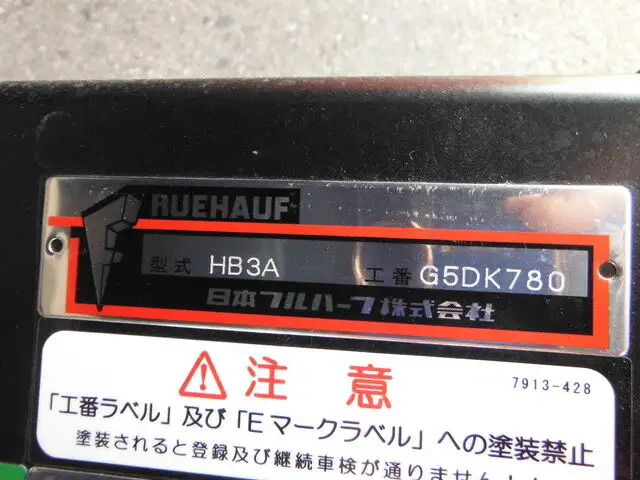 FRUEHAUF
型式 HB3A 工番 G5DK780
日本フルハーフ株式会社
⚠注意 7913-428
「工番ラベル」及び「Eマークラベル」への塗装禁止
塗装されると登録及び継続車検が通りません!!